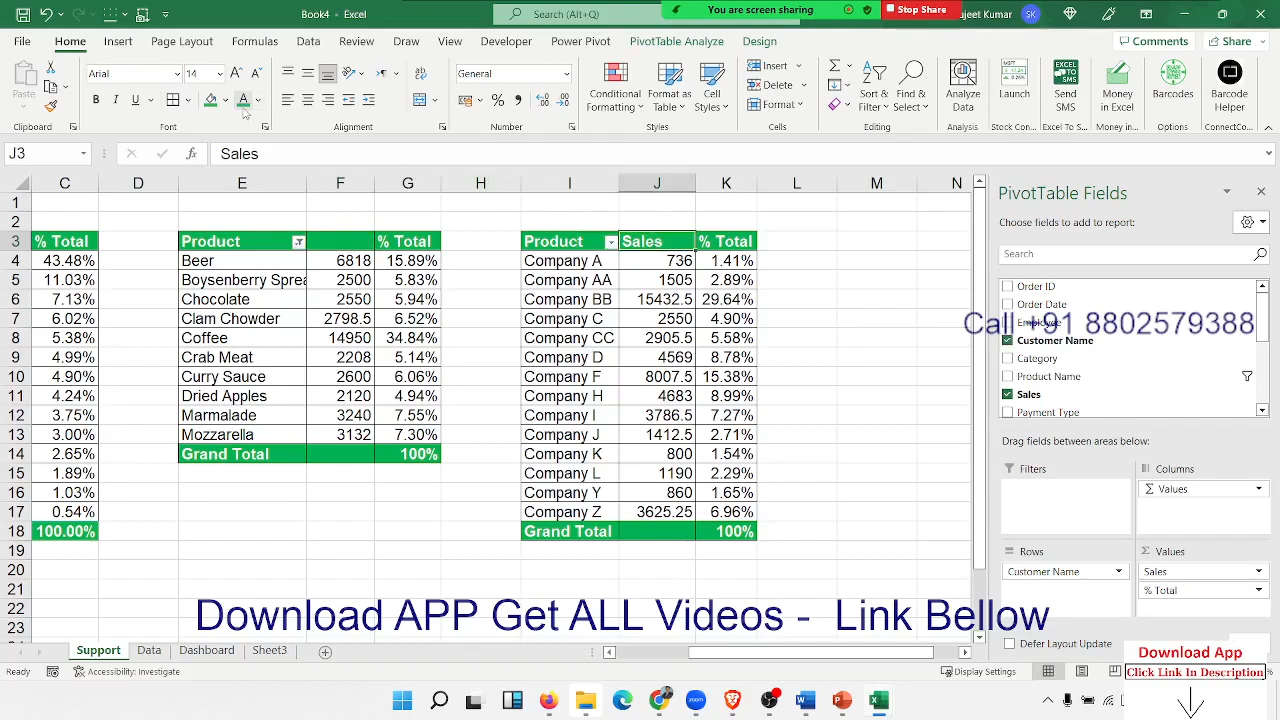 Book4 - Excel
Search (Alt+Q)
You are screen sharing
Stop Share
jeet Kumar
SK
File Home Insert Page Layout Formulas Data Review Draw View Developer Power Pivot PivotTable Analyze Design
Comments
Share
Paste
Arial
14
General
Conditional Formatting
Format as Table
Cell Styles
Insert
Delete
Format
Sort & Filter
Find & Select
Analyze Data
Launch
Send SMS
Money in Excel
Barcodes
Barcode Helper
Clipboard
Font
Alignment
Number
Styles
Cells
Editing
Analysis
Stock Con...
Excel To S...
Money in...
ConnectCo...
J3
Sales
C D E F G H I J K L M N
1
2
3 % Total Product % Total Product Sales % Total
4 43.48% Beer 6818 15.89% Company A 736 1.41%
5 11.03% Boysenberry Sprea 2500 5.83% Company AA 1505 2.89%
6 7.13% Chocolate 2550 5.94% Company BB 15432.5 29.64%
7 6.02% Clam Chowder 2798.5 6.52% Company C 2550 4.90%
8 5.38% Coffee 14950 34.84% Company CC 2905.5 5.58%
9 4.99% Crab Meat 2208 5.14% Company D 4569 8.78%
10 4.90% Curry Sauce 2600 6.06% Company F 8007.5 15.38%
11 4.24% Dried Apples 2120 4.94% Company H 4683 8.99%
12 3.75% Marmalade 3240 7.55% Company I 3786.5 7.27%
13 3.00% Mozzarella 3132 7.30% Company J 1412.5 2.71%
14 2.65% Grand Total 100% Company K 800 1.54%
15 1.89% Company L 1190 2.29%
16 1.03% Company Y 860 1.65%
17 0.54% Company Z 3625.25 6.96%
18 100.00% Grand Total 100%
19
20
21
22
23
PivotTable Fields
Choose fields to add to report:
Search
Order ID
Order Date
Employee
Call +91 8802579388
Customer Name
Category
Product Name
Sales
Payment Type
Drag fields between areas below:
Filters
Columns
Σ Values
Rows
Σ Values
Customer Name
Sales
% Total
Defer Layout Update
Download APP Get ALL Videos - Link Bellow
Support Data Dashboard Sheet3
Download App
Click Link In Description
Ready
Accessibility: Investigate
Display Settings
zoom